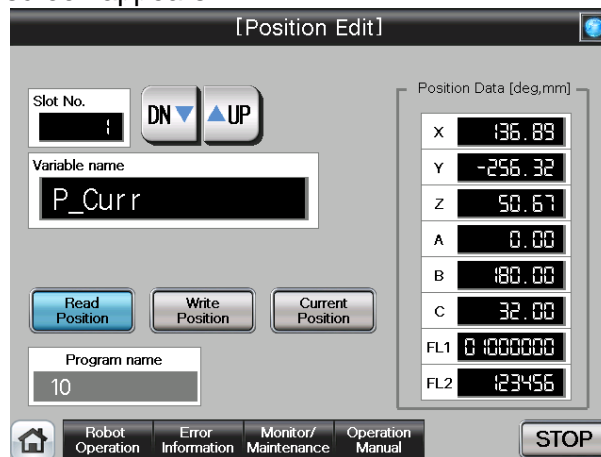 [Position Edit]
Slot No.
1
DN▼ ▲UP
Variable name
P_Curr
Read
Position
Write
Position
Current
Position
Program name
10
Position Data [deg,mm]
X 136.89
Y -256.32
Z 50.67
A 0.00
B 180.00
C 32.00
FL1 01000000
FL2 123456
Robot
Operation
Error
Information
Monitor/
Maintenance
Operation
Manual
STOP